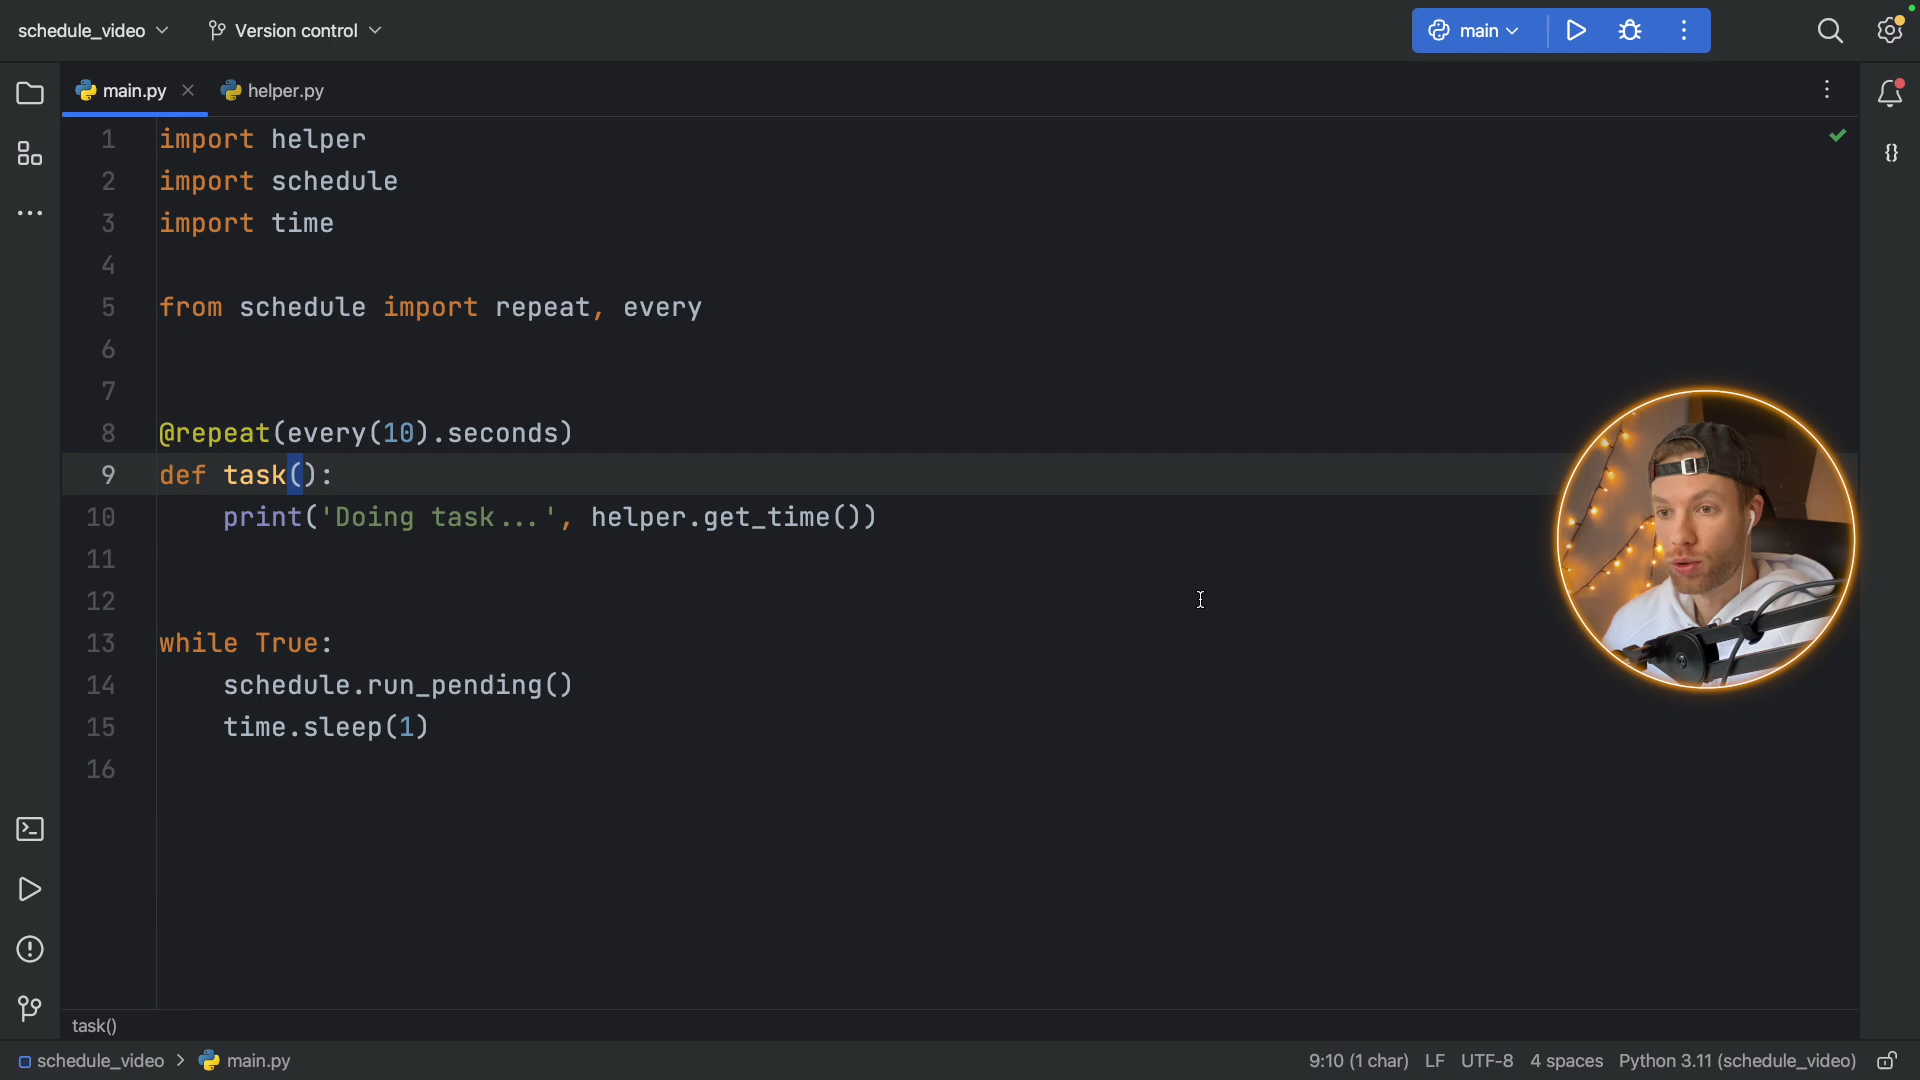 schedule_video
Version control
main
main.py
helper.py
1 import helper
2 import schedule
3 import time
4
5 from schedule import repeat, every
6
7
8 @repeat(every(10).seconds)
9 def task():
10 print('Doing task...', helper.get_time())
11
12
13 while True:
14 schedule.run_pending()
15 time.sleep(1)
16
task()
schedule_video > main.py
9:10 (1 char) LF UTF-8 4 spaces Python 3.11 (schedule_video)